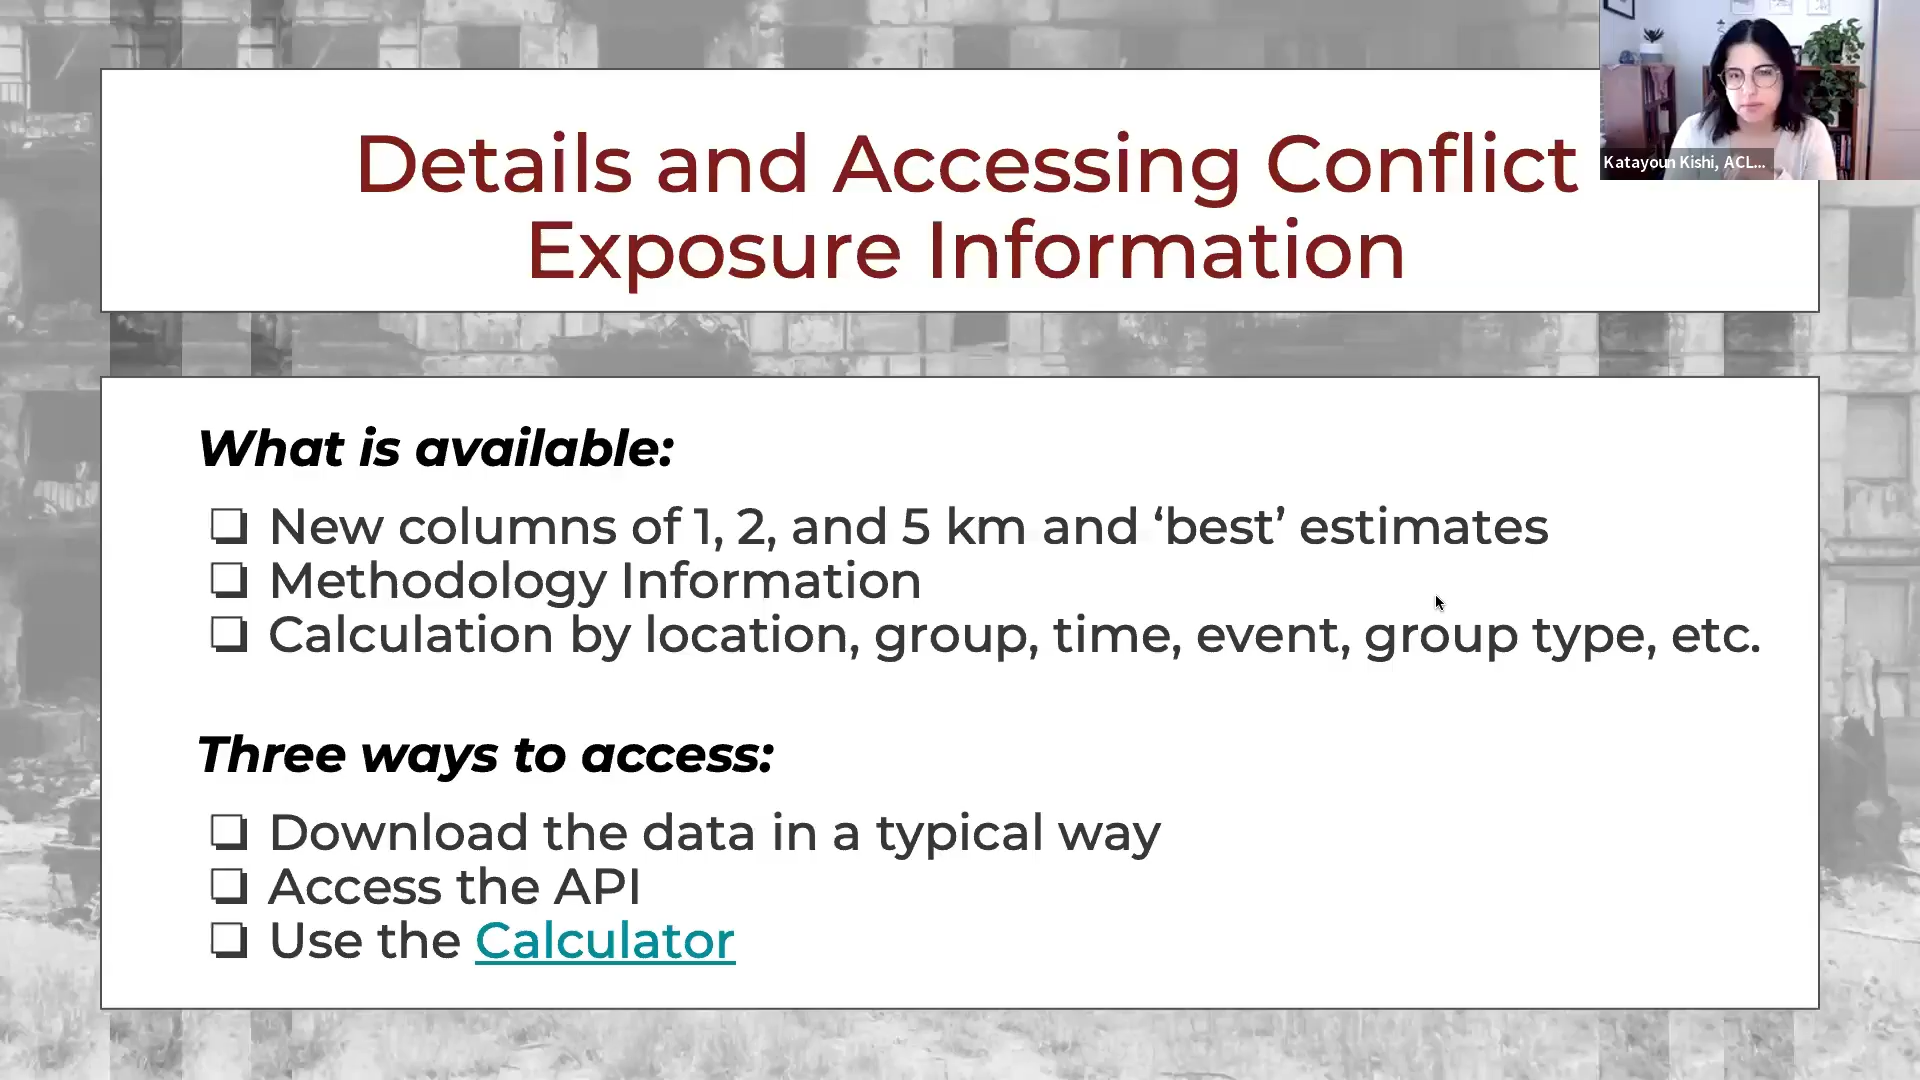 Details and Accessing Conflict
Exposure Information
Katayoun Kishi, ACL...
What is available:
❏ New columns of 1, 2, and 5 km and ‘best’ estimates
❏ Methodology Information
❏ Calculation by location, group, time, event, group type, etc.
Three ways to access:
❏ Download the data in a typical way
❏ Access the API
❏ Use the Calculator